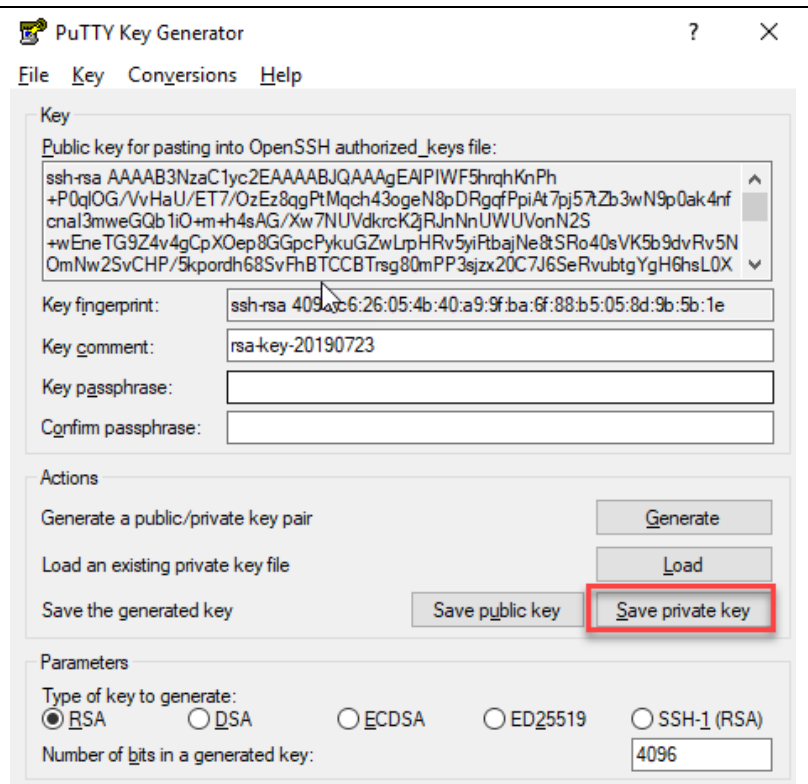 PuTTY Key Generator ?
File Key Conversions Help
Key
Public key for pasting into OpenSSH authorized_keys file:
ssh-rsa AAAAB3NzaC1yc2EAAAABJQAAAgEAlPIWF5hrqhKnPh
+P0qlOG/VvHaU/ET7/OzEz8qgPtMqch43ogeN8pDRgqfPpiAt7pj57tZb3wN9p0ak4nf
cnaI3mweGQb1iO+m+h4sAG/Xw7NUVdkrcK2jRJnNnUWUVonN2S
+wEneTG9Z4v4gCpXOep8GGpcPykuGZwLrpHRv5yiFtbajNe8tSRo40sVK5b9dvRv5N
OmNw2SvCHP/5kpordh68SvFhBTCCBTrsg80mPP3sjzx20C7J6SeRvubtgYgH6hsL0X
Key fingerprint: ssh-rsa 4096 c6:26:05:4b:40:a9:9f:ba:6f:88:b5:05:8d:9b:5b:1e
Key comment: rsa-key-20190723
Key passphrase:
Confirm passphrase:
Actions
Generate a public/private key pair Generate
Load an existing private key file Load
Save the generated key Save public key Save private key
Parameters
Type of key to generate:
RSA DSA ECDSA ED25519 SSH-1 (RSA)
Number of bits in a generated key: 4096